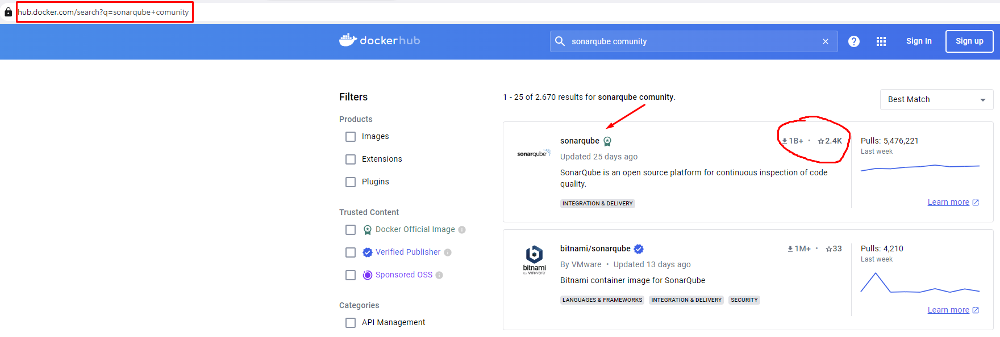 hub.docker.com/search?q=sonarqube+comunity
dockerhub
sonarqube comunity
Sign In
Sign up
Filters
Products
Images
Extensions
Plugins
Trusted Content
Docker Official Image
Verified Publisher
Sponsored OSS
Categories
API Management
1 - 25 of 2.670 results for sonarqube comunity.
Best Match
sonarqube
sonarqube
1B+ • 2.4K
Updated 25 days ago
SonarQube is an open source platform for continuous inspection of code
quality.
INTEGRATION & DELIVERY
Pulls: 5,476,221
Last week
Learn more
bitnami
by vmware
bitnami/sonarqube
1M+ • 33
By VMware • Updated 13 days ago
Bitnami container image for SonarQube
LANGUAGES & FRAMEWORKS INTEGRATION & DELIVERY SECURITY
Pulls: 4,210
Last week
Learn more